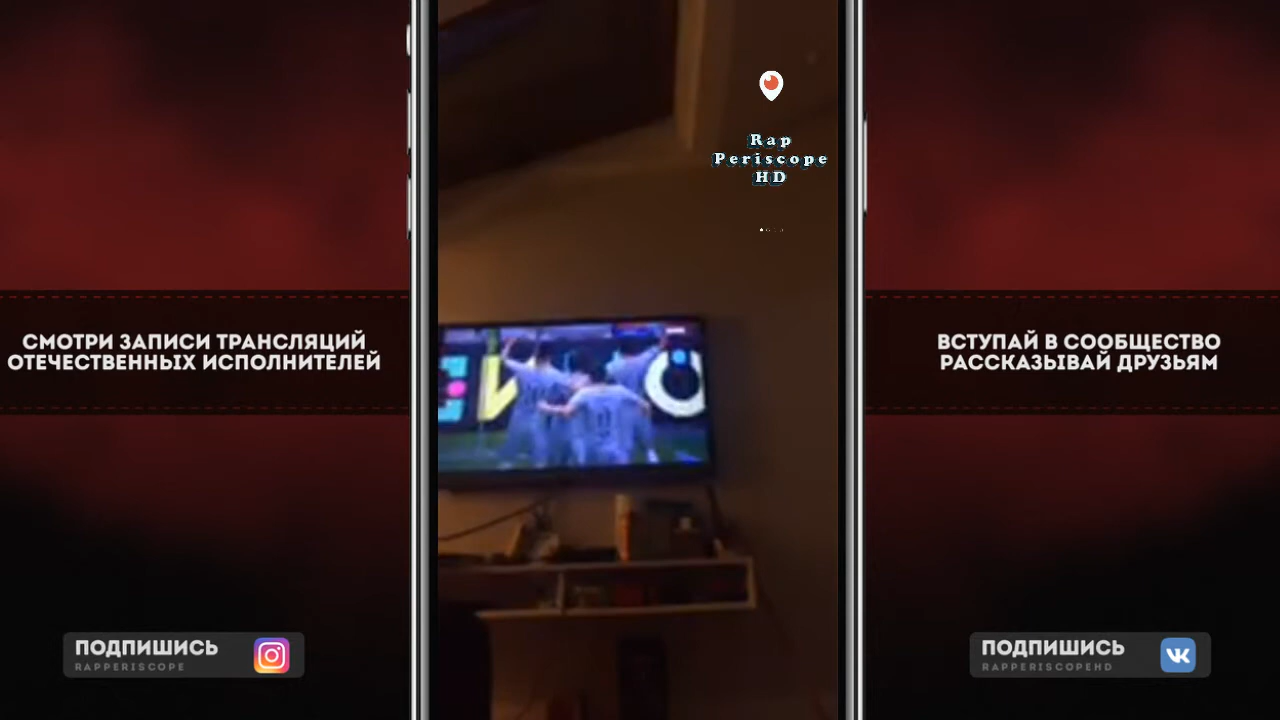 Rap
Periscope
HD
СМОТРИ ЗАПИСИ ТРАНСЛЯЦИЙ
ОТЕЧЕСТВЕННЫХ ИСПОЛНИТЕЛЕЙ
ВСТУПАЙ В СООБЩЕСТВО
РАССКАЗЫВАЙ ДРУЗЬЯМ
ПОДПИШИСЬ
RAPPERISCOPE
ПОДПИШИСЬ
RAPPERISCOPEHD